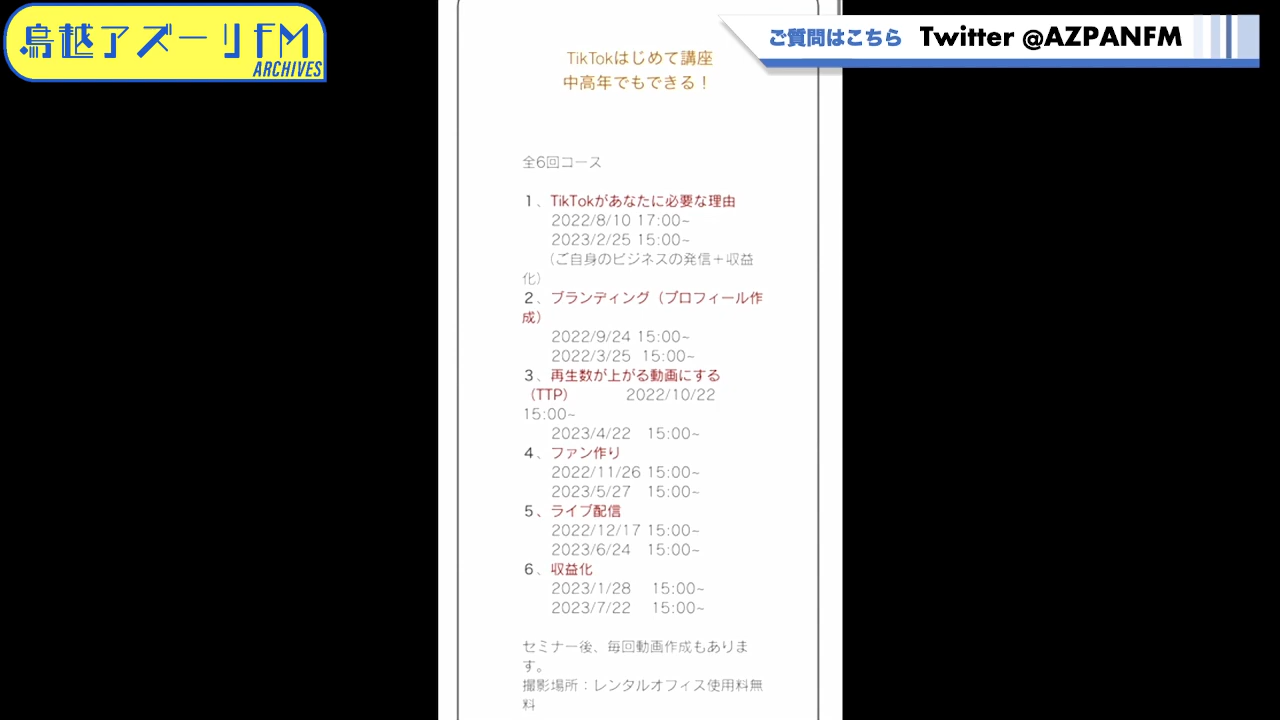 鳥越アズーリFM
ARCHIVES
ご質問はこちら Twitter @AZPANFM
TikTokはじめて講座
中高年でもできる！
全6回コース
１、TikTokがあなたに必要な理由
2022/8/10 17:00~
2023/2/25 15:00~
（ご自身のビジネスの発信＋収益
化）
２、ブランディング（プロフィール作
成）
2022/9/24 15:00~
2022/3/25 15:00~
３、再生数が上がる動画にする
（TTP） 2022/10/22
15:00~
2023/4/22 15:00~
４、ファン作り
2022/11/26 15:00~
2023/5/27 15:00~
５、ライブ配信
2022/12/17 15:00~
2023/6/24 15:00~
６、収益化
2023/1/28 15:00~
2023/7/22 15:00~
セミナー後、毎回動画作成もありま
す。
撮影場所：レンタルオフィス使用料無
料